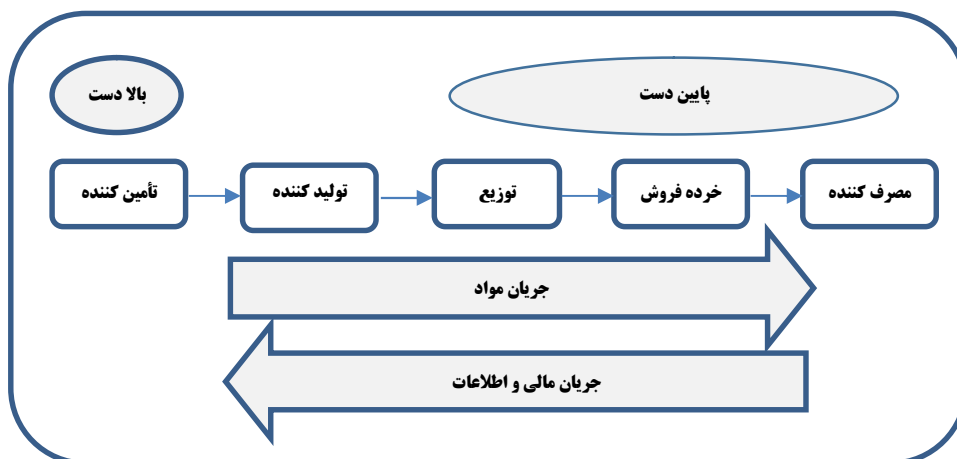 بالا دست
پایین دست
تأمین کننده
تولید کننده
توزیع
خرده فروش
مصرف کننده
جریان مواد
جریان مالی و اطلاعات